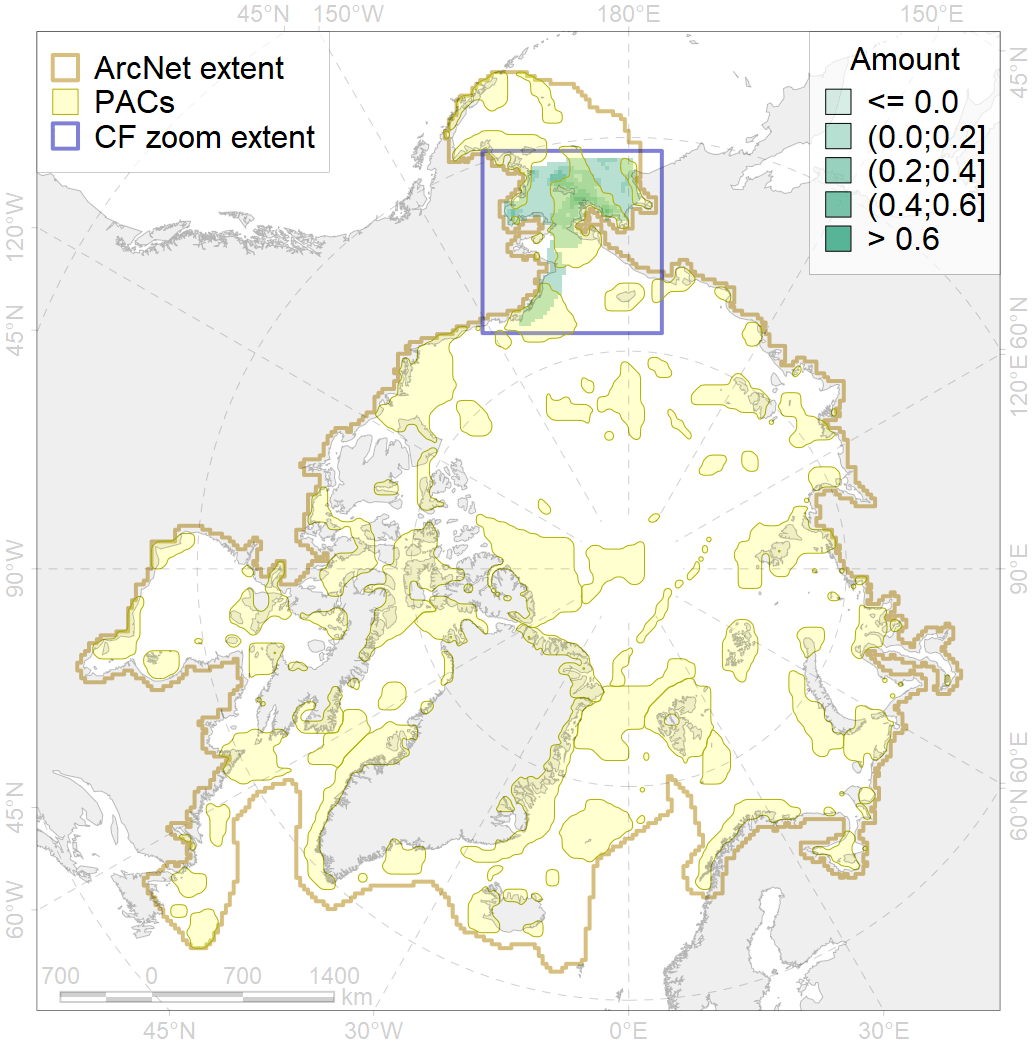 45°N 150°W 180°E 150°E
ArcNet extent
PACs
CF zoom extent
Amount
<= 0.0
(0.0;0.2]
(0.2;0.4]
(0.4;0.6]
> 0.6
45°N
120°W
45°N
60°N
120°E
90°W
90°E
45°N
60°N
60°W
60°E
700 0 700 1400
km
45°N 30°W 0°E 30°E